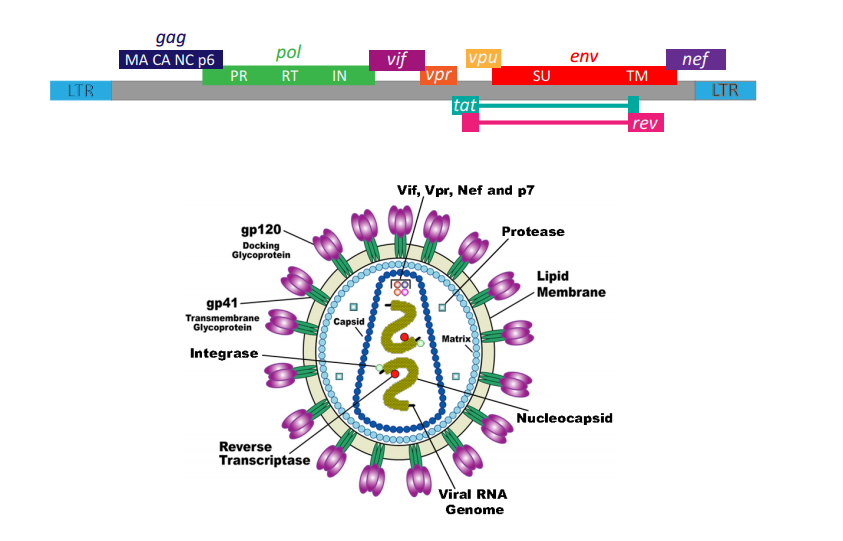 gag
pol
vif
vpu
env
nef
MA CA NC p6
PR RT IN
vpr
SU TM
LTR
LTR
tat
rev
Vif, Vpr, Nef and p7
gp120
Docking
Glycoprotein
Protease
Lipid
Membrane
gp41
Transmembrane
Glycoprotein
Capsid
Matrix
Integrase
Nucleocapsid
Reverse
Transcriptase
Viral RNA
Genome